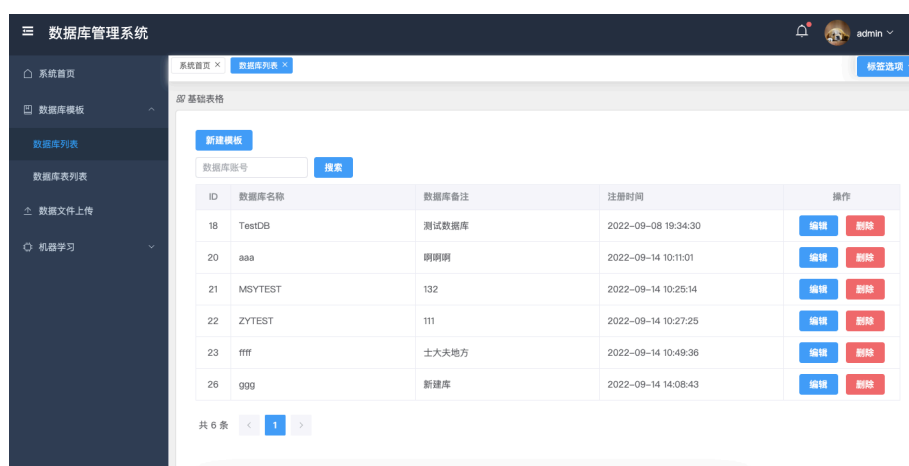 数据库管理系统
admin
系统首页
数据库模板
数据库列表
数据库表列表
数据文件上传
机器学习
系统首页 ×
数据库列表 ×
标签选项
基础表格
新建模板
数据库账号
搜索
ID 数据库名称 数据库备注 注册时间 操作
18 TestDB 测试数据库 2022-09-08 19:34:30 编辑 删除
20 aaa 啊啊啊 2022-09-14 10:11:01 编辑 删除
21 MSYTEST 132 2022-09-14 10:25:14 编辑 删除
22 ZYTEST 111 2022-09-14 10:27:25 编辑 删除
23 ffff 士大夫地方 2022-09-14 10:49:36 编辑 删除
26 ggg 新建库 2022-09-14 14:08:43 编辑 删除
共 6 条 < 1 >